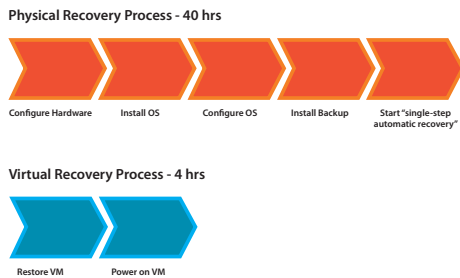 Physical Recovery Process - 40 hrs
Configure Hardware
Install OS
Configure OS
Install Backup
Start "single-step
automatic recovery"
Virtual Recovery Process - 4 hrs
Restore VM
Power on VM